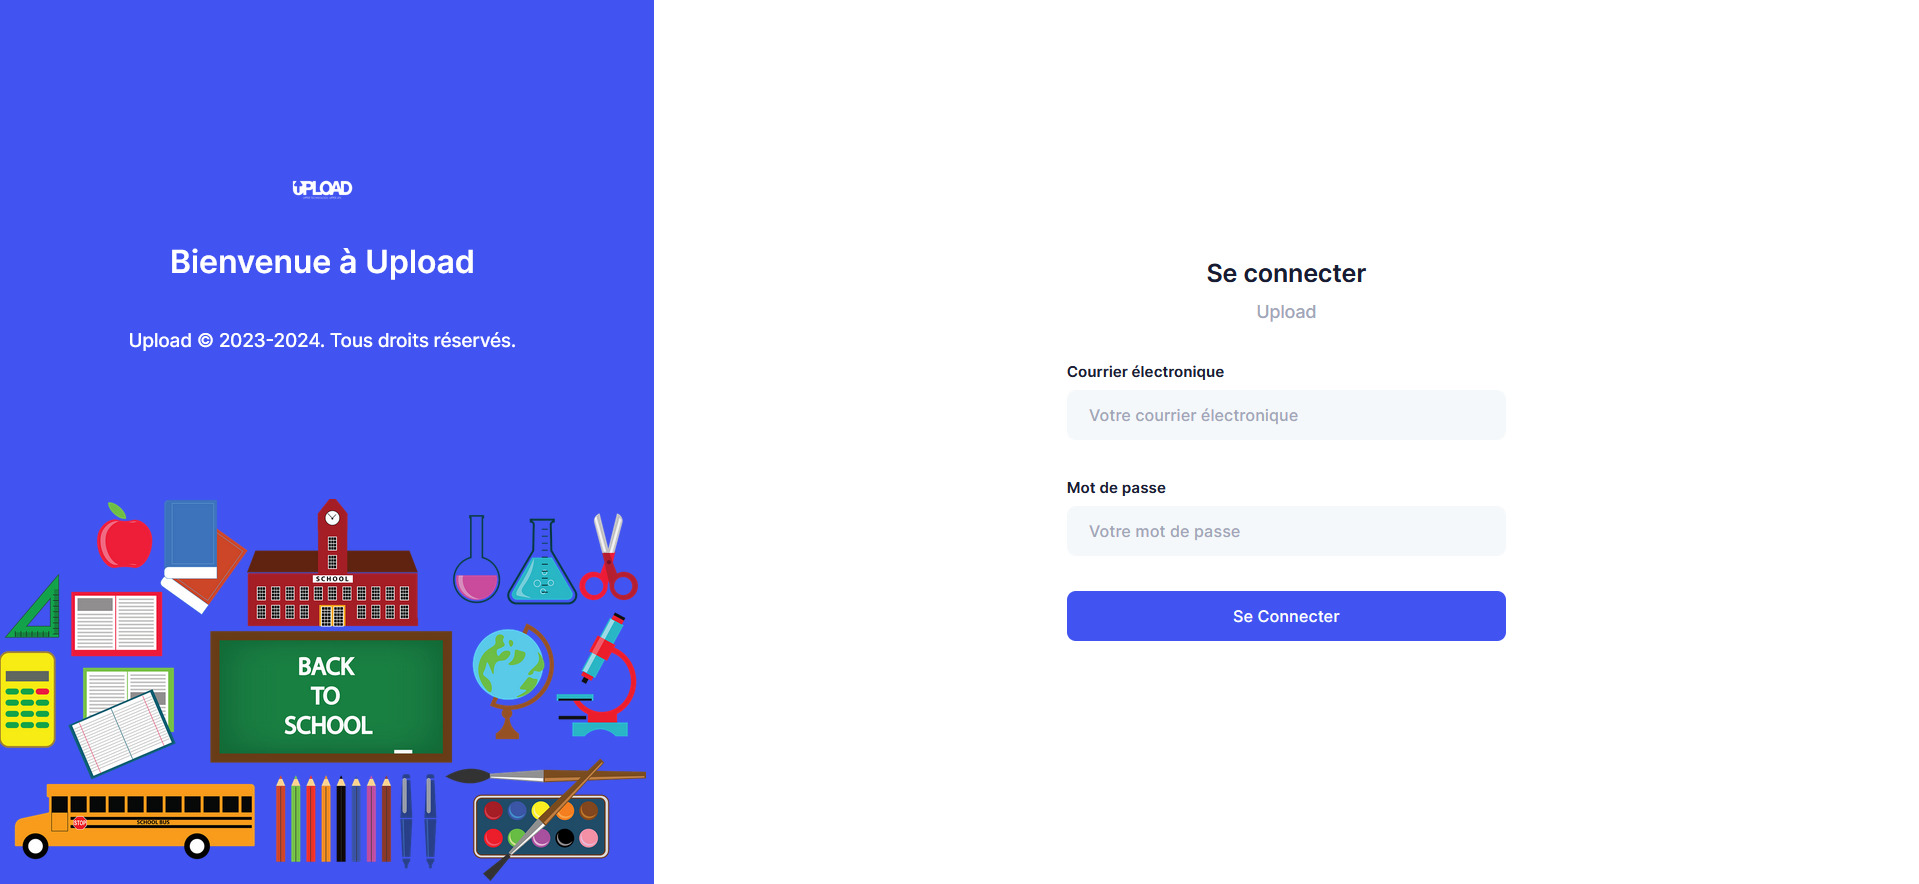 UPLOAD
Bienvenue à Upload
Upload © 2023-2024. Tous droits réservés.
SCHOOL
BACK
TO
SCHOOL
STOP
SCHOOL BUS
Se connecter
Upload
Courrier électronique
Votre courrier électronique
Mot de passe
Votre mot de passe
Se Connecter